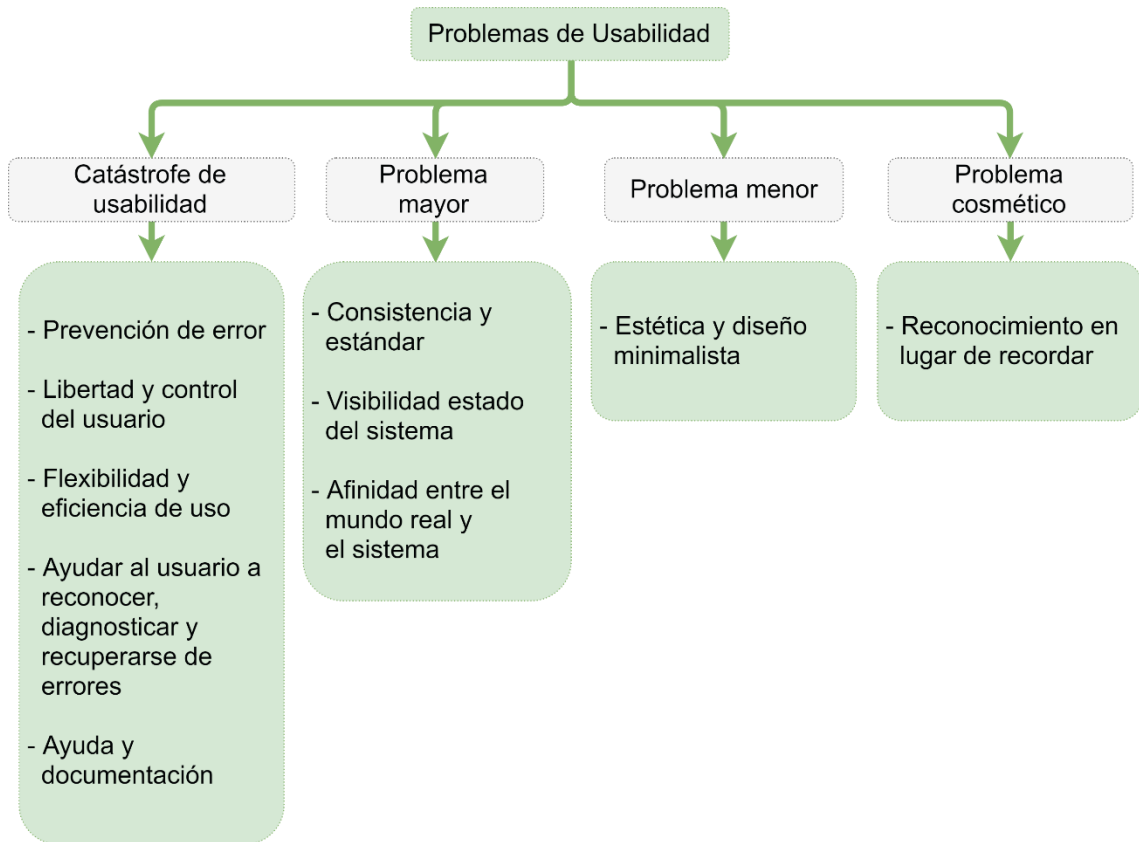 Problemas de Usabilidad
Catástrofe de
usabilidad
- Prevención de error
- Libertad y control
del usuario
- Flexibilidad y
eficiencia de uso
- Ayudar al usuario a
reconocer,
diagnosticar y
recuperarse de
errores
- Ayuda y
documentación
Problema
mayor
- Consistencia y
estándar
- Visibilidad estado
del sistema
- Afinidad entre el
mundo real y
el sistema
Problema menor
- Estética y diseño
minimalista
Problema
cosmético
- Reconocimiento en
lugar de recordar